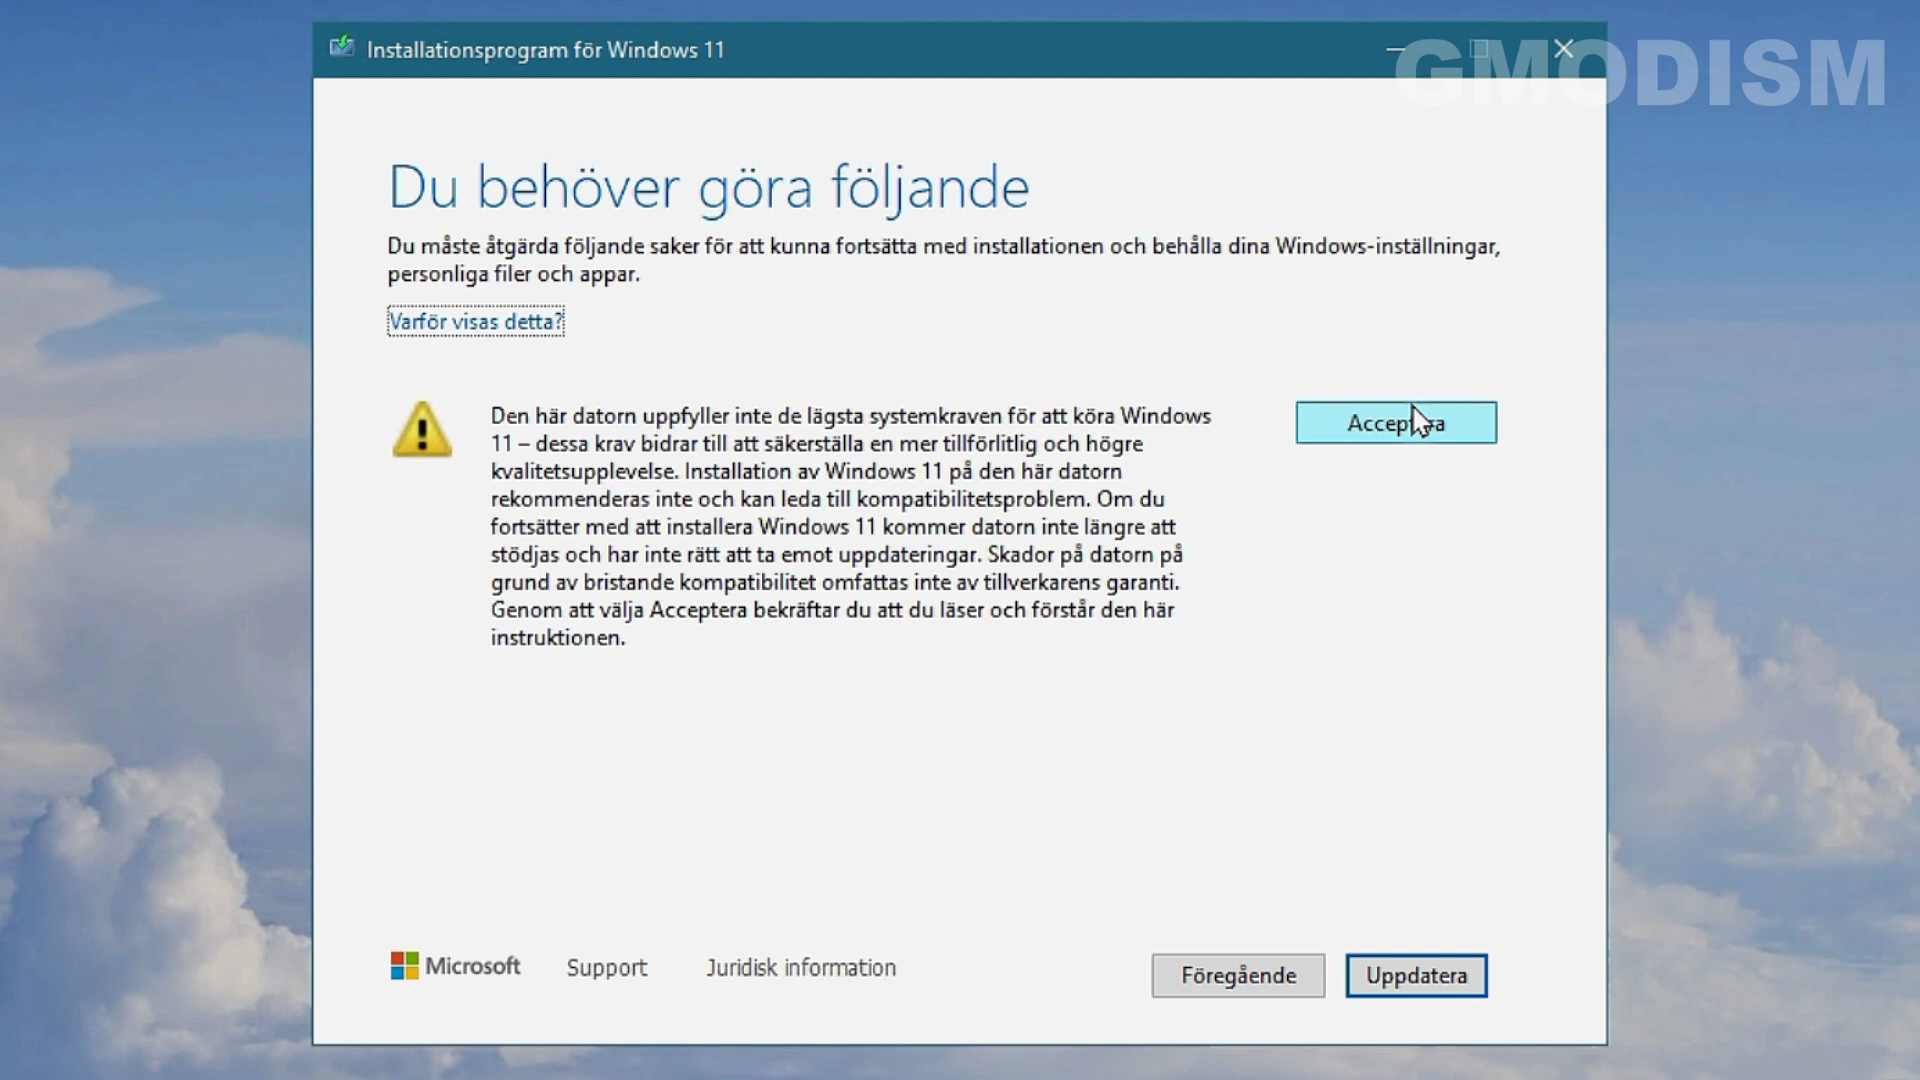 Installationsprogram för Windows 11
GMODISM
Du behöver göra följande
Du måste åtgärda följande saker för att kunna fortsätta med installationen och behålla dina Windows-inställningar,
personliga filer och appar.
Varför visas detta?
Den här datorn uppfyller inte de lägsta systemkraven för att köra Windows
11 – dessa krav bidrar till att säkerställa en mer tillförlitlig och högre
kvalitetsupplevelse. Installation av Windows 11 på den här datorn
rekommenderas inte och kan leda till kompatibilitetsproblem. Om du
fortsätter med att installera Windows 11 kommer datorn inte längre att
stödjas och har inte rätt att ta emot uppdateringar. Skador på datorn på
grund av bristande kompatibilitet omfattas inte av tillverkarens garanti.
Genom att välja Acceptera bekräftar du att du läser och förstår den här
instruktionen.
Acceptera
Microsoft
Support
Juridisk information
Föregående
Uppdatera